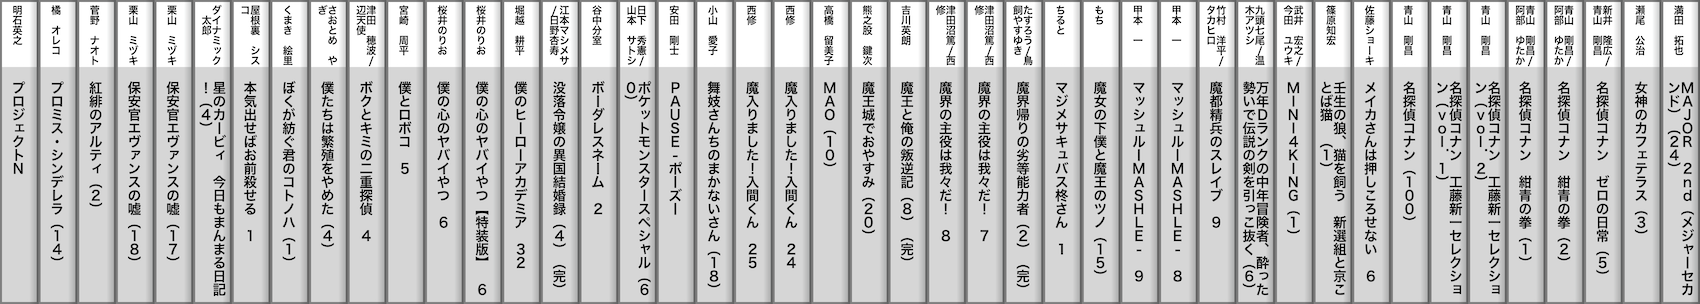 満田 拓也
MAJOR 2nd（メジャーセカ
ンド）（24）
瀬尾 公治
女神のカフェテラス（3）
新井 隆広/
青山 剛昌
名探偵コナン ゼロの日常（5）
青山 剛昌/
阿部 ゆたか
名探偵コナン 紺青の拳（2）
青山 剛昌/
阿部 ゆたか
名探偵コナン 紺青の拳（1）
青山 剛昌
名探偵コナン 工藤新一セレクショ
ン（vol．2）
青山 剛昌
名探偵コナン 工藤新一セレクショ
ン（vol．1）
青山 剛昌
名探偵コナン（100）
佐藤ショーキ
メイカさんは押しころせない 6
篠原知宏
壬生の狼、猫を飼う 新選組と京こ
とば猫（1）
武井 宏之/
今田 ユウキ
MINI4KING（1）
九頭七尾/温
木アツシ
万年Dランクの中年冒険者、酔った
勢いで伝説の剣を引っこ抜く（6）
竹村 洋平/
タカヒロ
魔都精兵のスレイブ 9
甲本 一
マッシュル―MASHLE- 8
甲本 一
マッシュル―MASHLE- 9
もち
魔女の下僕と魔王のツノ（15）
ちると
マジメサキュバス柊さん 1
たすろう/鳥
飼やすゆき
魔界帰りの劣等能力者（2）（完）
津田沼篤/西
修
魔界の主役は我々だ！ 7
津田沼篤/西
修
魔界の主役は我々だ！ 8
吉川英朗
魔王と俺の叛逆記（8）（完）
熊之股 鍵次
魔王城でおやすみ（20）
高橋 留美子
MAO（10）
西修
魔入りました！入間くん 24
西修
魔入りました！入間くん 25
小山 愛子
舞妓さんちのまかないさん（18）
安田 剛士
PAUSE-ポーズー
日下 秀憲/
山本 サトシ
ポケットモンスタースペシャル（6
0）
谷中分室
ボーダレスネーム 2
江本マシメサ
/白野杏寿
没落令嬢の異国結婚録（4）（完）
堀越 耕平
僕のヒーローアカデミア 32
桜井のりお
僕の心のヤバイやつ【特装版】 6
桜井のりお
僕の心のヤバイやつ 6
宮崎 周平
僕とロボコ 5
津田 穂波/
辺天使
ボクとキミの二重探偵 4
さおとめ や
ぎ
僕たちは繁殖をやめた（4）
くまき 絵里
ぼくが紡ぐ君のコトノハ（1）
屋根裏 シス
コ
本気出せばお前殺せる 1
ダイナミック
太郎
星のカービィ 今日もまんまる日記
！（4）
栗山 ミヅキ
保安官エヴァンスの嘘（17）
栗山 ミヅキ
保安官エヴァンスの嘘（18）
菅野 ナオト
紅緋のアルティ（2）
橘 オレコ
プロミス・シンデレラ（14）
明石英之
プロジェクトN